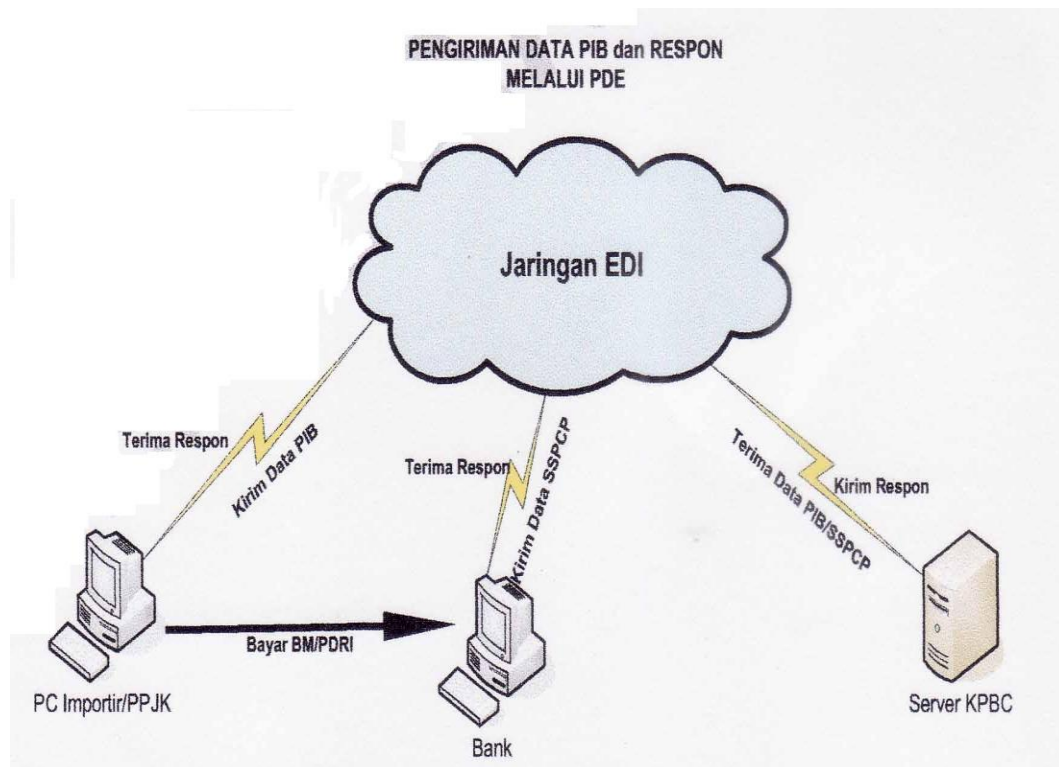 PENGIRIMAN DATA PIB dan RESPON
MELALUI PDE
Jaringan EDI
Terima Respon
Kirim Data PIB
Terima Respon
Kirim Data SSPCP
Terima Data PIB/SSPCP
Kirim Respon
Bayar BM/PDRI
PC Importir/PPJK
Bank
Server KPBC